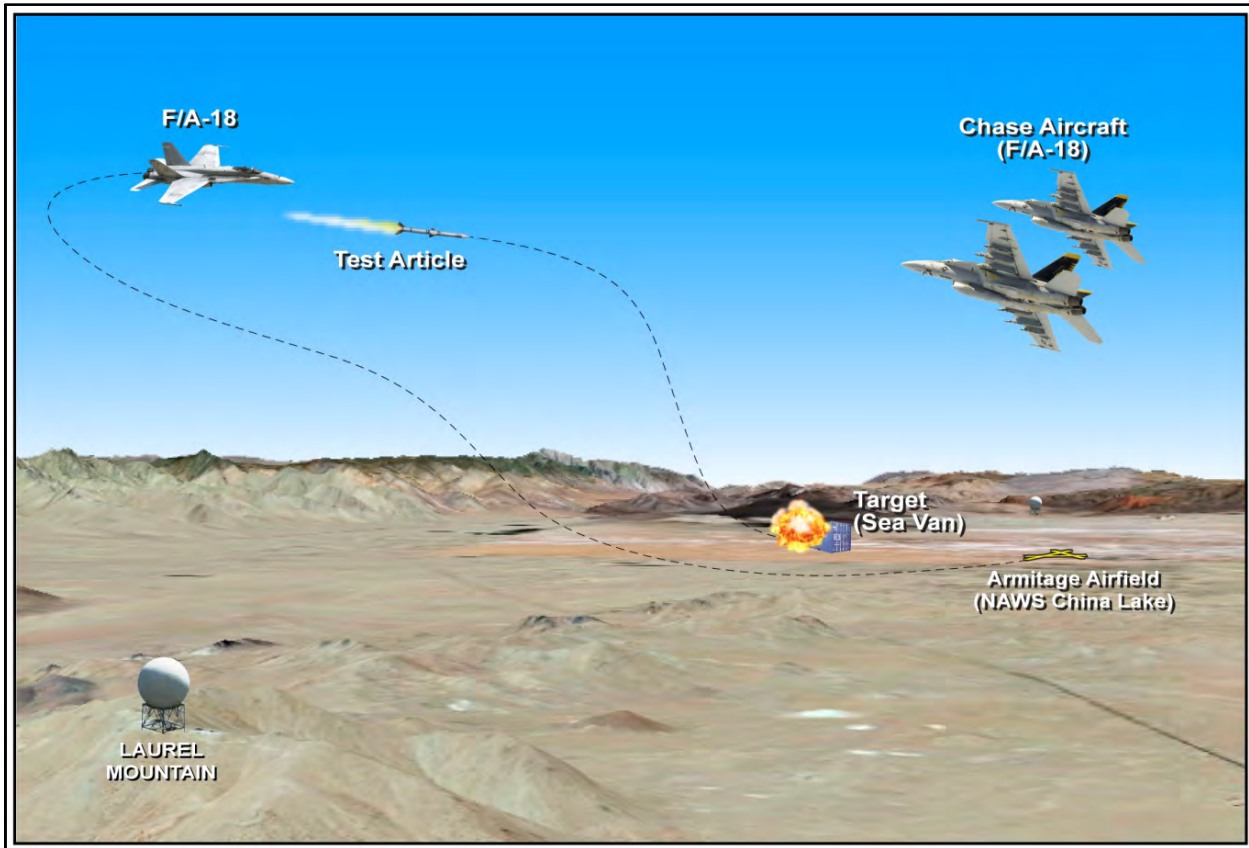 F/A-18
Chase Aircraft
(F/A-18)
Test Article
Target
(Sea Van)
Armitage Airfield
(NAWS China Lake)
LAUREL
MOUNTAIN